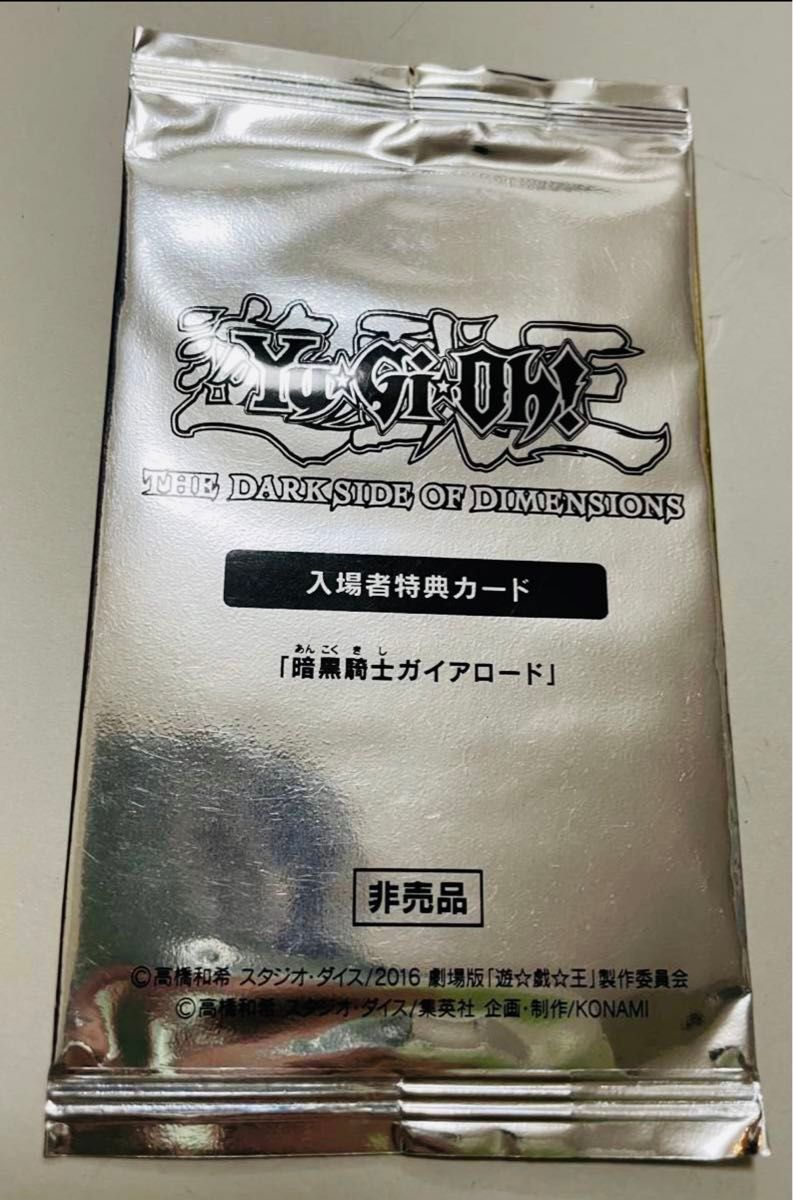 遊戯王
Yu☆Gi☆Oh!
THE DARKSIDE OF DIMENSIONS
入場者特典カード
あんこくきし
「暗黒騎士ガイアロード」
非売品
©高橋和希 スタジオ・ダイス/2016 劇場版「遊☆戯☆王」製作委員会
©高橋和希 スタジオ・ダイス/集英社 企画・制作/KONAMI